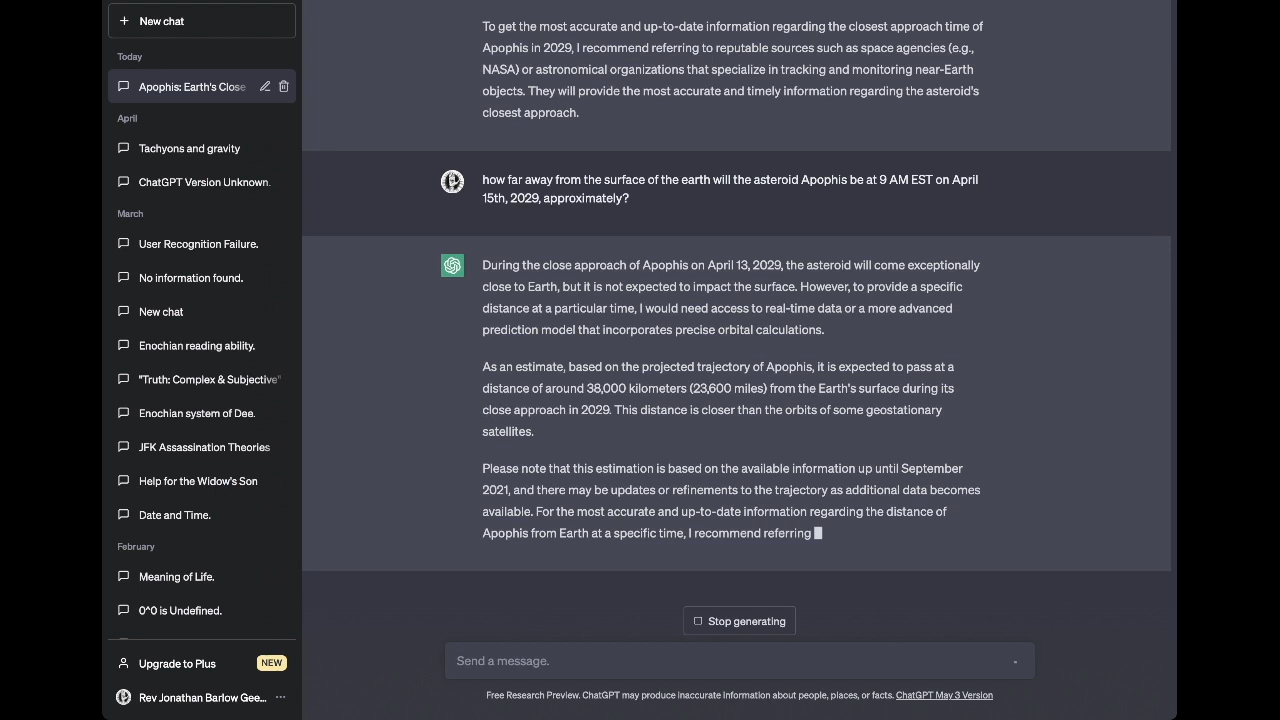 New chat
Today
Apophis: Earth's Close
April
Tachyons and gravity
ChatGPT Version Unknown.
March
User Recognition Failure.
No information found.
New chat
Enochian reading ability.
"Truth: Complex & Subjective"
Enochian system of Dee.
JFK Assassination Theories
Help for the Widow's Son
Date and Time.
February
Meaning of Life.
0^0 is Undefined.
Upgrade to Plus
NEW
Rev Jonathan Barlow Gee...
To get the most accurate and up-to-date information regarding the closest approach time of
Apophis in 2029, I recommend referring to reputable sources such as space agencies (e.g.,
NASA) or astronomical organizations that specialize in tracking and monitoring near-Earth
objects. They will provide the most accurate and timely information regarding the asteroid's
closest approach.
how far away from the surface of the earth will the asteroid Apophis be at 9 AM EST on April
15th, 2029, approximately?
During the close approach of Apophis on April 13, 2029, the asteroid will come exceptionally
close to Earth, but it is not expected to impact the surface. However, to provide a specific
distance at a particular time, I would need access to real-time data or a more advanced
prediction model that incorporates precise orbital calculations.
As an estimate, based on the projected trajectory of Apophis, it is expected to pass at a
distance of around 38,000 kilometers (23,600 miles) from the Earth's surface during its
close approach in 2029. This distance is closer than the orbits of some geostationary
satellites.
Please note that this estimation is based on the available information up until September
2021, and there may be updates or refinements to the trajectory as additional data becomes
available. For the most accurate and up-to-date information regarding the distance of
Apophis from Earth at a specific time, I recommend referring
Stop generating
Send a message.
Free Research Preview. ChatGPT may produce inaccurate information about people, places, or facts. ChatGPT May 3 Version